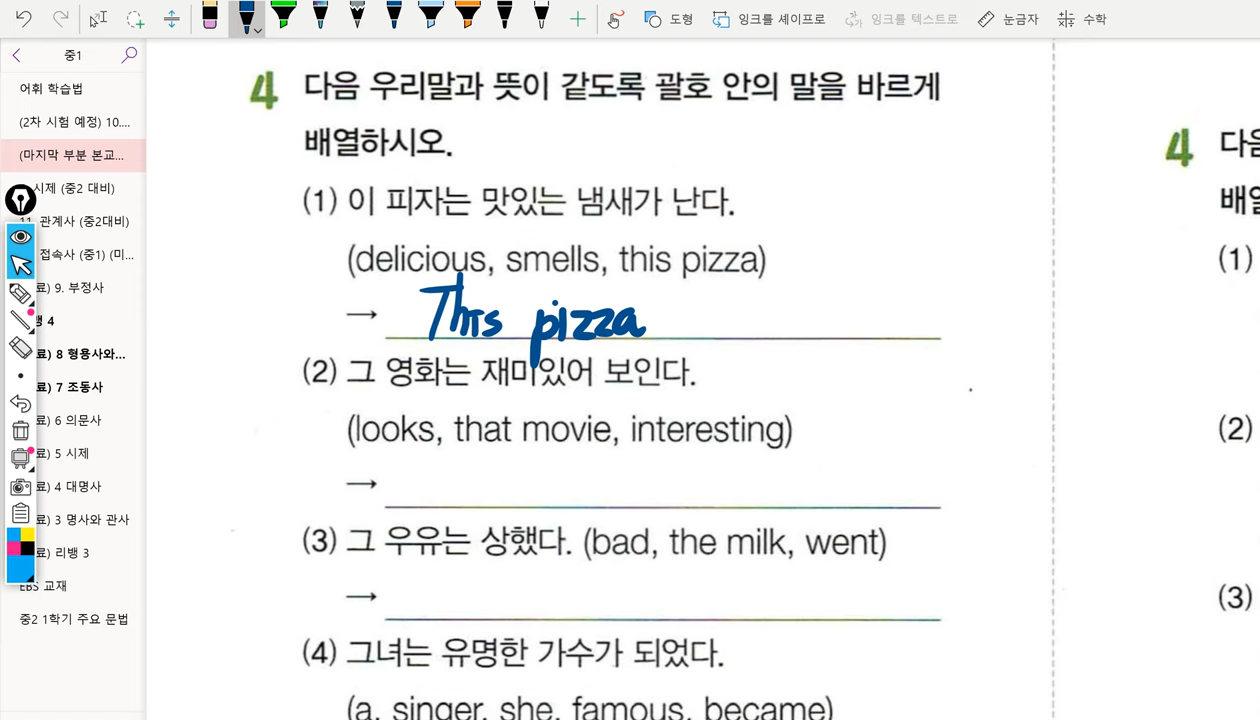 도형
잉크를 셰이프로
잉크를 텍스트로
눈금자
수학
중1
어휘 학습법
(2차 시험 예정) 10....
(마지막 부분 본교...
시제 (중2 대비)
11. 관계사 (중2대비)
접속사 (중1) (미...
료) 9. 부정사
뱅 4
료) 8 형용사와...
료) 7 조동사
료) 6 의문사
료) 5 시제
료) 4 대명사
료) 3 명사와 관사
료) 리뱅 3
EBS 교재
중2 1학기 주요 문법
4 다음 우리말과 뜻이 같도록 괄호 안의 말을 바르게
배열하시오.
(1) 이 피자는 맛있는 냄새가 난다.
(delicious, smells, this pizza)
→ This pizza
(2) 그 영화는 재미있어 보인다.
(looks, that movie, interesting)
→
(3) 그 우유는 상했다. (bad, the milk, went)
→
(4) 그녀는 유명한 가수가 되었다.
(a, singer, she, famous, became)
4 다음
배열
(1)
(2)
(3)